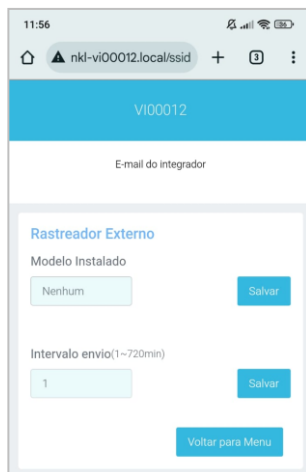 11:56
nkl-vi00012.local/ssid
3
VI00012
E-mail do integrador
Rastreador Externo
Modelo Instalado
Nenhum
Salvar
Intervalo envio(1~720min)
1
Salvar
Voltar para Menu